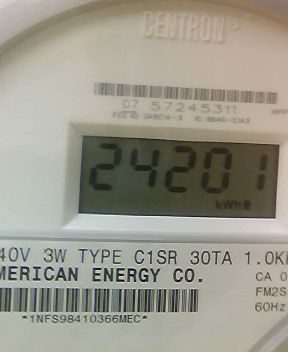 CENTRON®
07 57245311
24201
kWh
40V 3W TYPE C1SR 30TA 1.0K
MERICAN ENERGY CO.
CA 0
FM2S
60Hz
*1NFS98410366MEC*